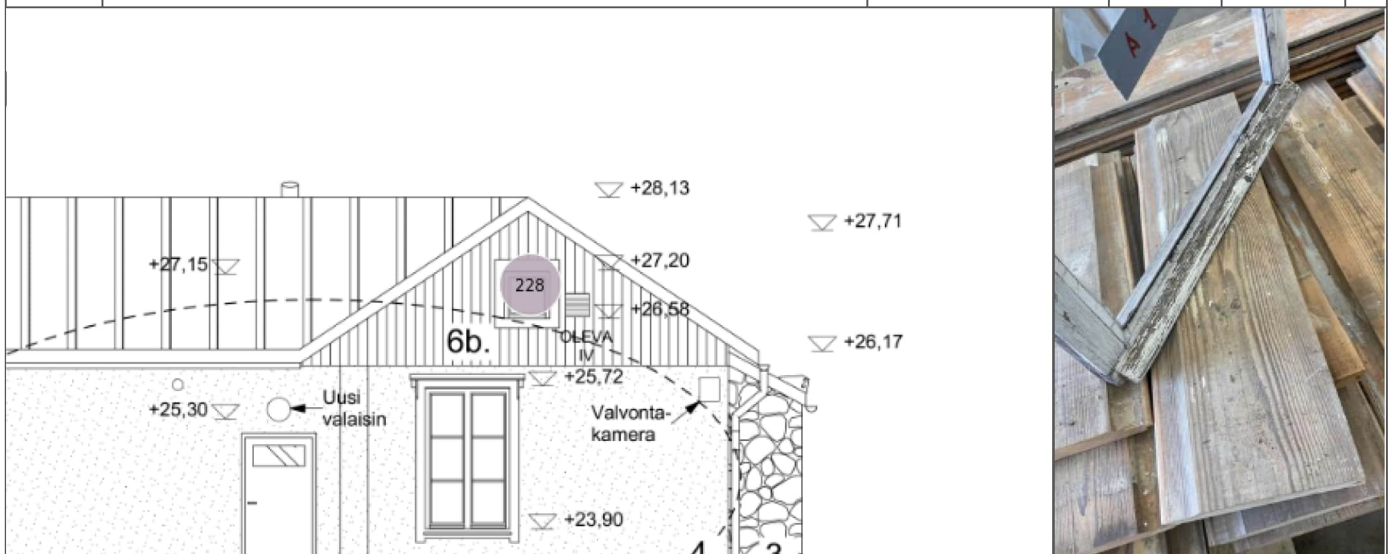 A 1
+28,13
+27,71
+27,15
+27,20
228
+26,58
6b.
OLEVA
IV
+26,17
+25,72
+25,30
Uusi
valaisin
Valvonta-
kamera
+23,90
4
3